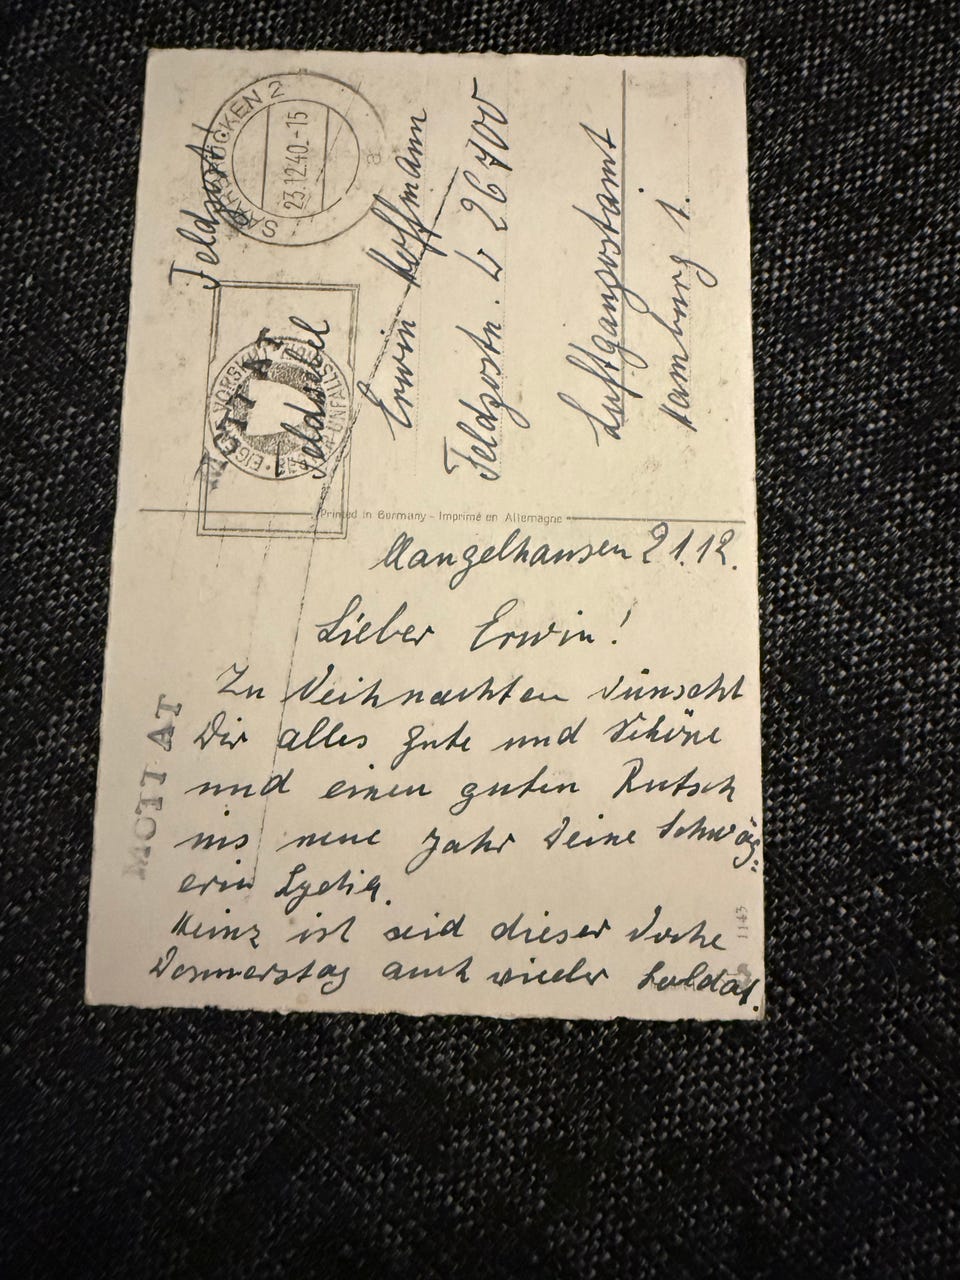 Feldpost
SAARBRÜCKEN 2
23.12.40.-15
a
Feldpost
MOTTAT
Erwin Hoffmann
Feldpostn. L 26700
Luftgaupostamt
Hamburg 1.
Printed in Germany - Imprimé en Allemagne
21.12.
Lieber Erwin!
Zu Weihnachten wünscht
Dir alles gute und Schöne
und einen guten Rutsch
ins neue Jahr Deine Schwäg:
erin Lydia.
Heinz ist seid dieser Woche
Donnerstag auch wieder Soldat.
MOTTAT
1143